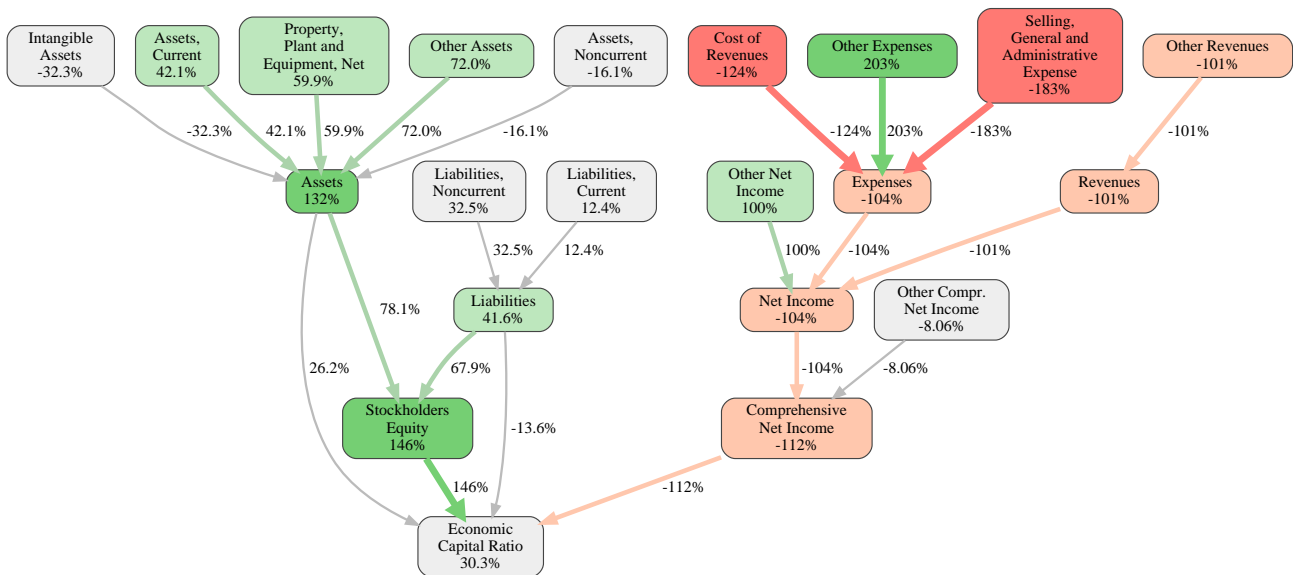 Intangible
Assets
-32.3%
Assets,
Current
42.1%
Property,
Plant and
Equipment, Net
59.9%
Other Assets
72.0%
Assets,
Noncurrent
-16.1%
Cost of
Revenues
-124%
Other Expenses
203%
Selling,
General and
Administrative
Expense
-183%
Other Revenues
-101%
-32.3%
42.1%
59.9%
72.0%
-16.1%
-124%
203%
-183%
-101%
Assets
132%
Liabilities,
Noncurrent
32.5%
Liabilities,
Current
12.4%
Other Net
Income
100%
Expenses
-104%
Revenues
-101%
32.5%
12.4%
100%
-104%
-101%
78.1%
Liabilities
41.6%
Net Income
-104%
Other Compr.
Net Income
-8.06%
26.2%
67.9%
-104%
-8.06%
Stockholders
Equity
146%
-13.6%
Comprehensive
Net Income
-112%
146%
-112%
Economic
Capital Ratio
30.3%